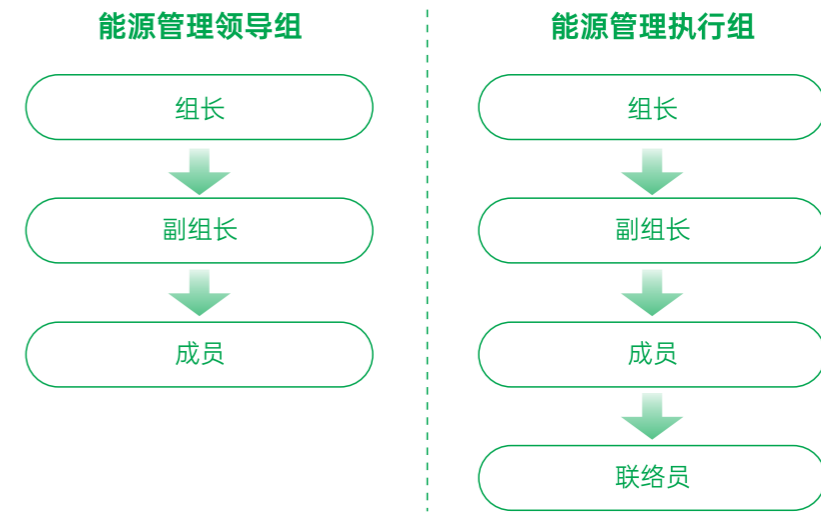 能源管理领导组
组长
副组长
成员
能源管理执行组
组长
副组长
成员
联络员